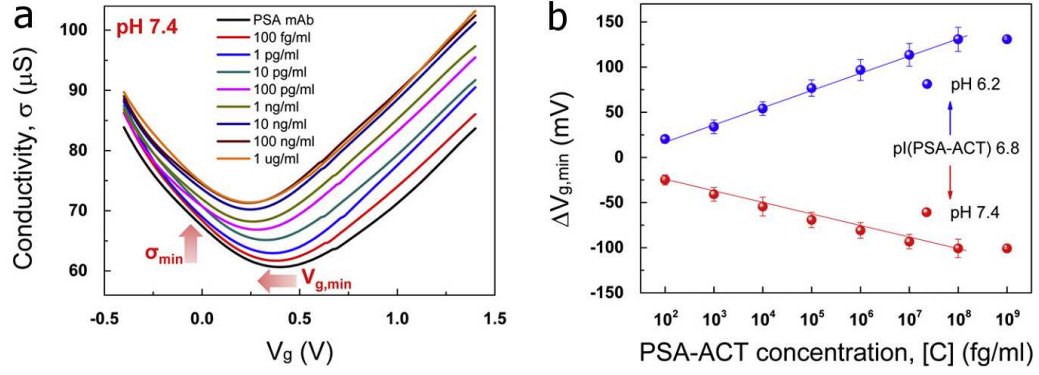 a
pH 7.4
PSA mAb
100 fg/ml
1 pg/ml
10 pg/ml
100 pg/ml
1 ng/ml
10 ng/ml
100 ng/ml
1 ug/ml
σmin
Vg,min
100
90
80
70
60
-0.5
0.0
0.5
1.0
1.5
Conductivity, σ (μS)
Vg (V)
b
150
100
50
0
-50
-100
-150
pH 6.2
pI(PSA-ACT) 6.8
pH 7.4
10² 10³ 10⁴ 10⁵ 10⁶ 10⁷ 10⁸ 10⁹
ΔVg,min (mV)
PSA-ACT concentration, [C] (fg/ml)